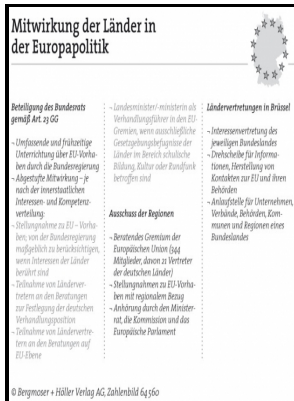 Mitwirkung der Länder in
der Europapolitik
Beteiligung des Bundesrats
gemäß Art. 23 GG
¬ Umfassende und frühzeitige
Unterrichtung über EU-Vorha-
ben durch die Bundesregierung
¬ Abgestufte Mitwirkung – je
nach der innerstaatlichen
Interessen- und Kompetenz-
verteilung:
¬ Stellungnahme zu EU – Vorha-
ben; von der Bundesregierung
maßgeblich zu berücksichtigen,
wenn Interessen der Länder
berührt sind
¬ Teilnahme von Länderver-
tretern an den Beratungen
zur Festlegung der deutschen
Verhandlungsposition
¬ Teilnahme von Ländervertre-
tern an den Beratungen auf
EU-Ebene
¬ Landesminister/-ministerin als
Verhandlungsführer in den EU-
Gremien, wenn ausschließliche
Gesetzgebungsbefugnisse der
Länder im Bereich schulische
Bildung, Kultur oder Rundfunk
betroffen sind
Ausschuss der Regionen
¬ Beratendes Gremium der
Europäischen Union (344
Mitglieder, davon 21 Vertreter
der deutschen Länder)
¬ Stellungnahmen zu EU-Vorha-
ben mit regionalem Bezug
¬ Anhörung durch den Minister-
rat, die Kommission und das
Europäische Parlament
Ländervertretungen in Brüssel
¬ Interessenvertretung des
jeweiligen Bundeslandes
¬ Drehscheibe für Informa-
tionen, Herstellung von
Kontakten zur EU und ihren
Behörden
¬ Anlaufstelle für Unternehmen,
Verbände, Behörden, Kom-
munen und Regionen eines
Bundeslandes
© Bergmoser + Höller Verlag AG, Zahlenbild 64 560